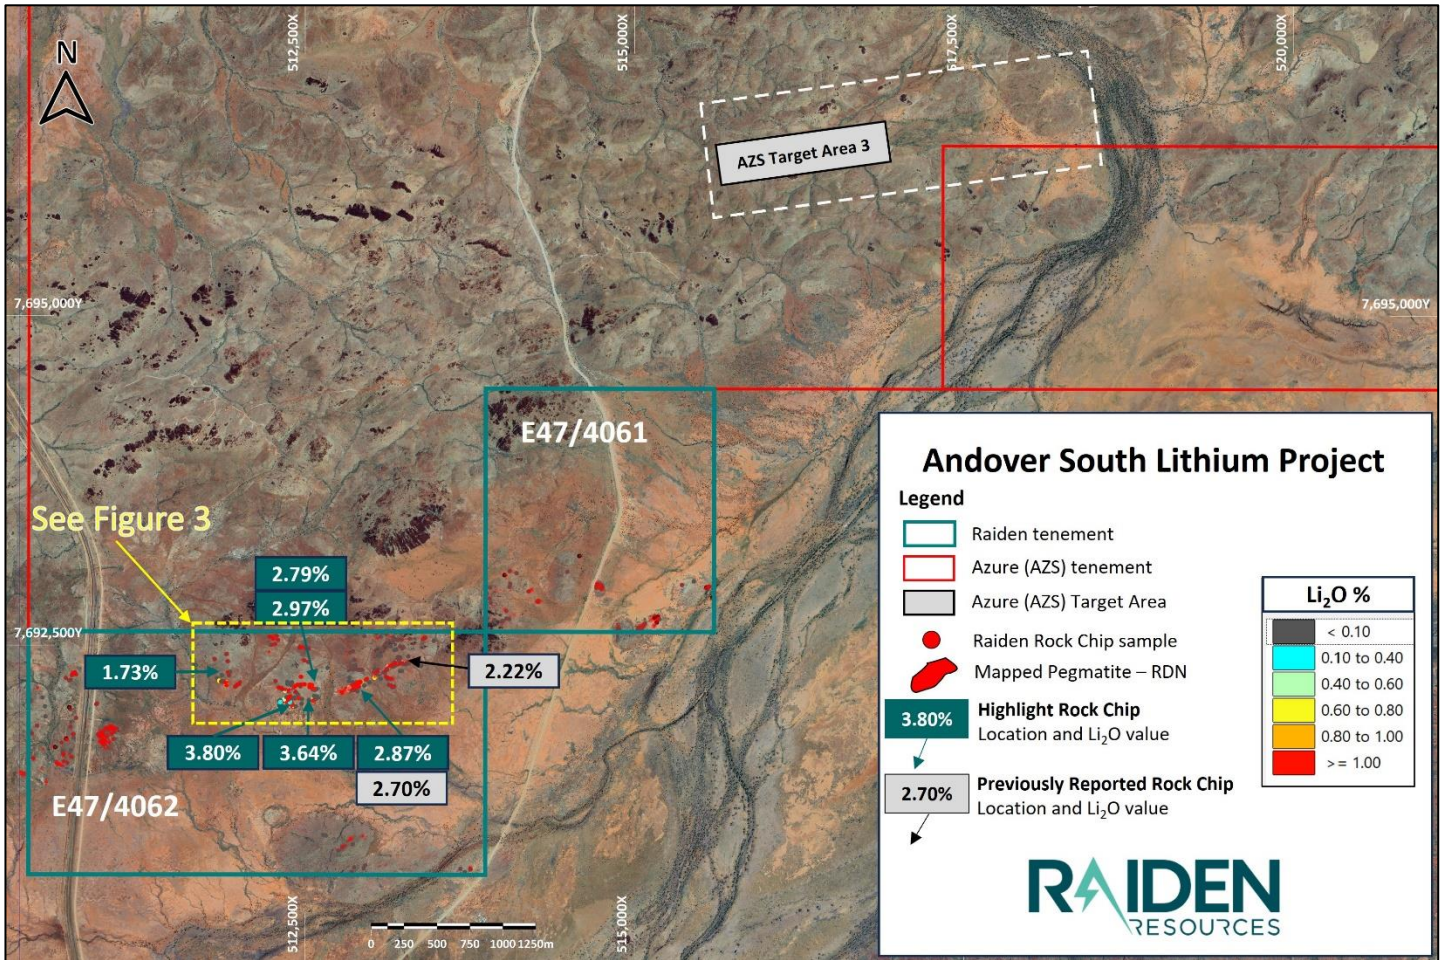 N
512,500X
515,000X
517,500X
520,000X
AZS Target Area 3
7,695,000Y
7,695,000Y
E47/4061
See Figure 3
2.79%
2.97%
7,692,500Y
1.73%
2.22%
3.80%
3.64%
2.87%
2.70%
E47/4062
512,500X
515,000X
0 250 500 750 1000 1250m
Andover South Lithium Project
Legend
Raiden tenement
Azure (AZS) tenement
Azure (AZS) Target Area
Raiden Rock Chip sample
Mapped Pegmatite – RDN
3.80%
Highlight Rock Chip
Location and Li₂O value
2.70%
Previously Reported Rock Chip
Location and Li₂O value
Li₂O %
< 0.10
0.10 to 0.40
0.40 to 0.60
0.60 to 0.80
0.80 to 1.00
>= 1.00
RAIDEN
RESOURCES